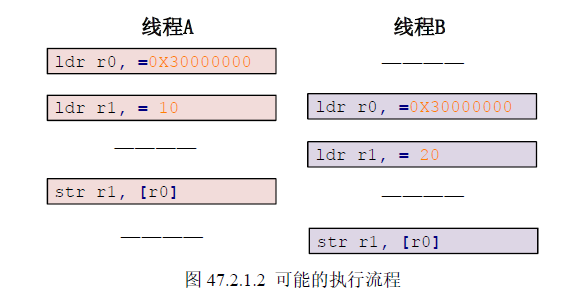 线程A 线程B
ldr r0, =0X30000000 ————
ldr r1, = 10 ldr r0, =0X30000000
———— ldr r1, = 20
str r1, [r0] ————
———— str r1, [r0]
图 47.2.1.2 可能的执行流程